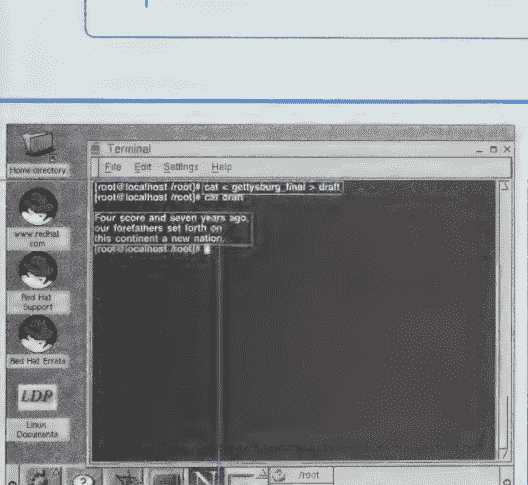 Terminal
File Edit Settings Help
[root@localhost /root]# cat < gettysburg_final > draft
[root@localhost /root]# cat draft
Four score and seven years ago,
our forefathers set forth on
this continent a new nation.
[root@localhost /root]#
Home directory
www.redhat.
com
Red Hat
Support
Red Hat Errata
LDP
Linux
Documents
N
?
/root